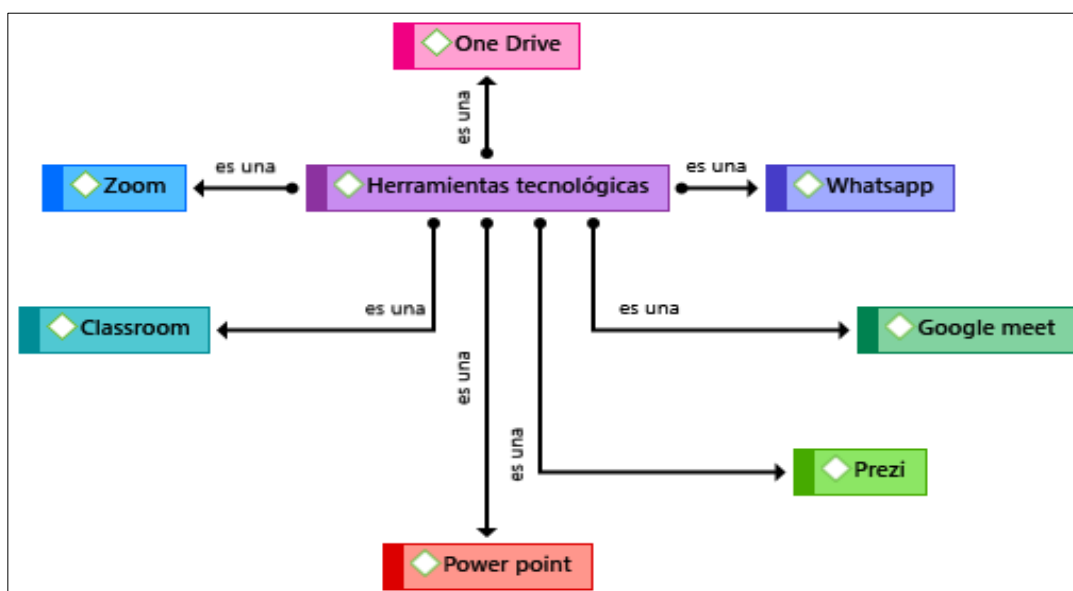 One Drive
es una
es una
Zoom
Herramientas tecnológicas
es una
Whatsapp
es una
Classroom
es una
Google meet
es una
es una
Prezi
Power point